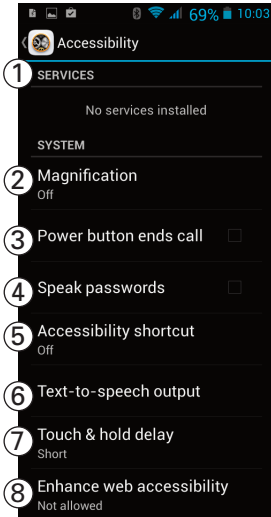 69% 10:03
Accessibility
1 SERVICES
No services installed
SYSTEM
2 Magnification
Off
3 Power button ends call
4 Speak passwords
5 Accessibility shortcut
Off
6 Text-to-speech output
7 Touch & hold delay
Short
8 Enhance web accessibility
Not allowed